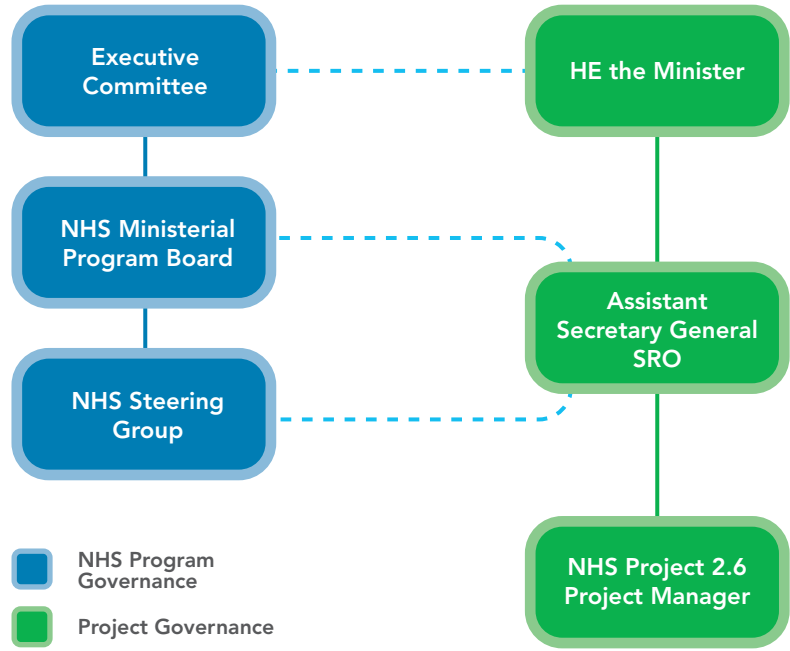 Executive
Committee
HE the Minister
NHS Ministerial
Program Board
Assistant
Secretary General
SRO
NHS Steering
Group
NHS Project 2.6
Project Manager
NHS Program
Governance
Project Governance